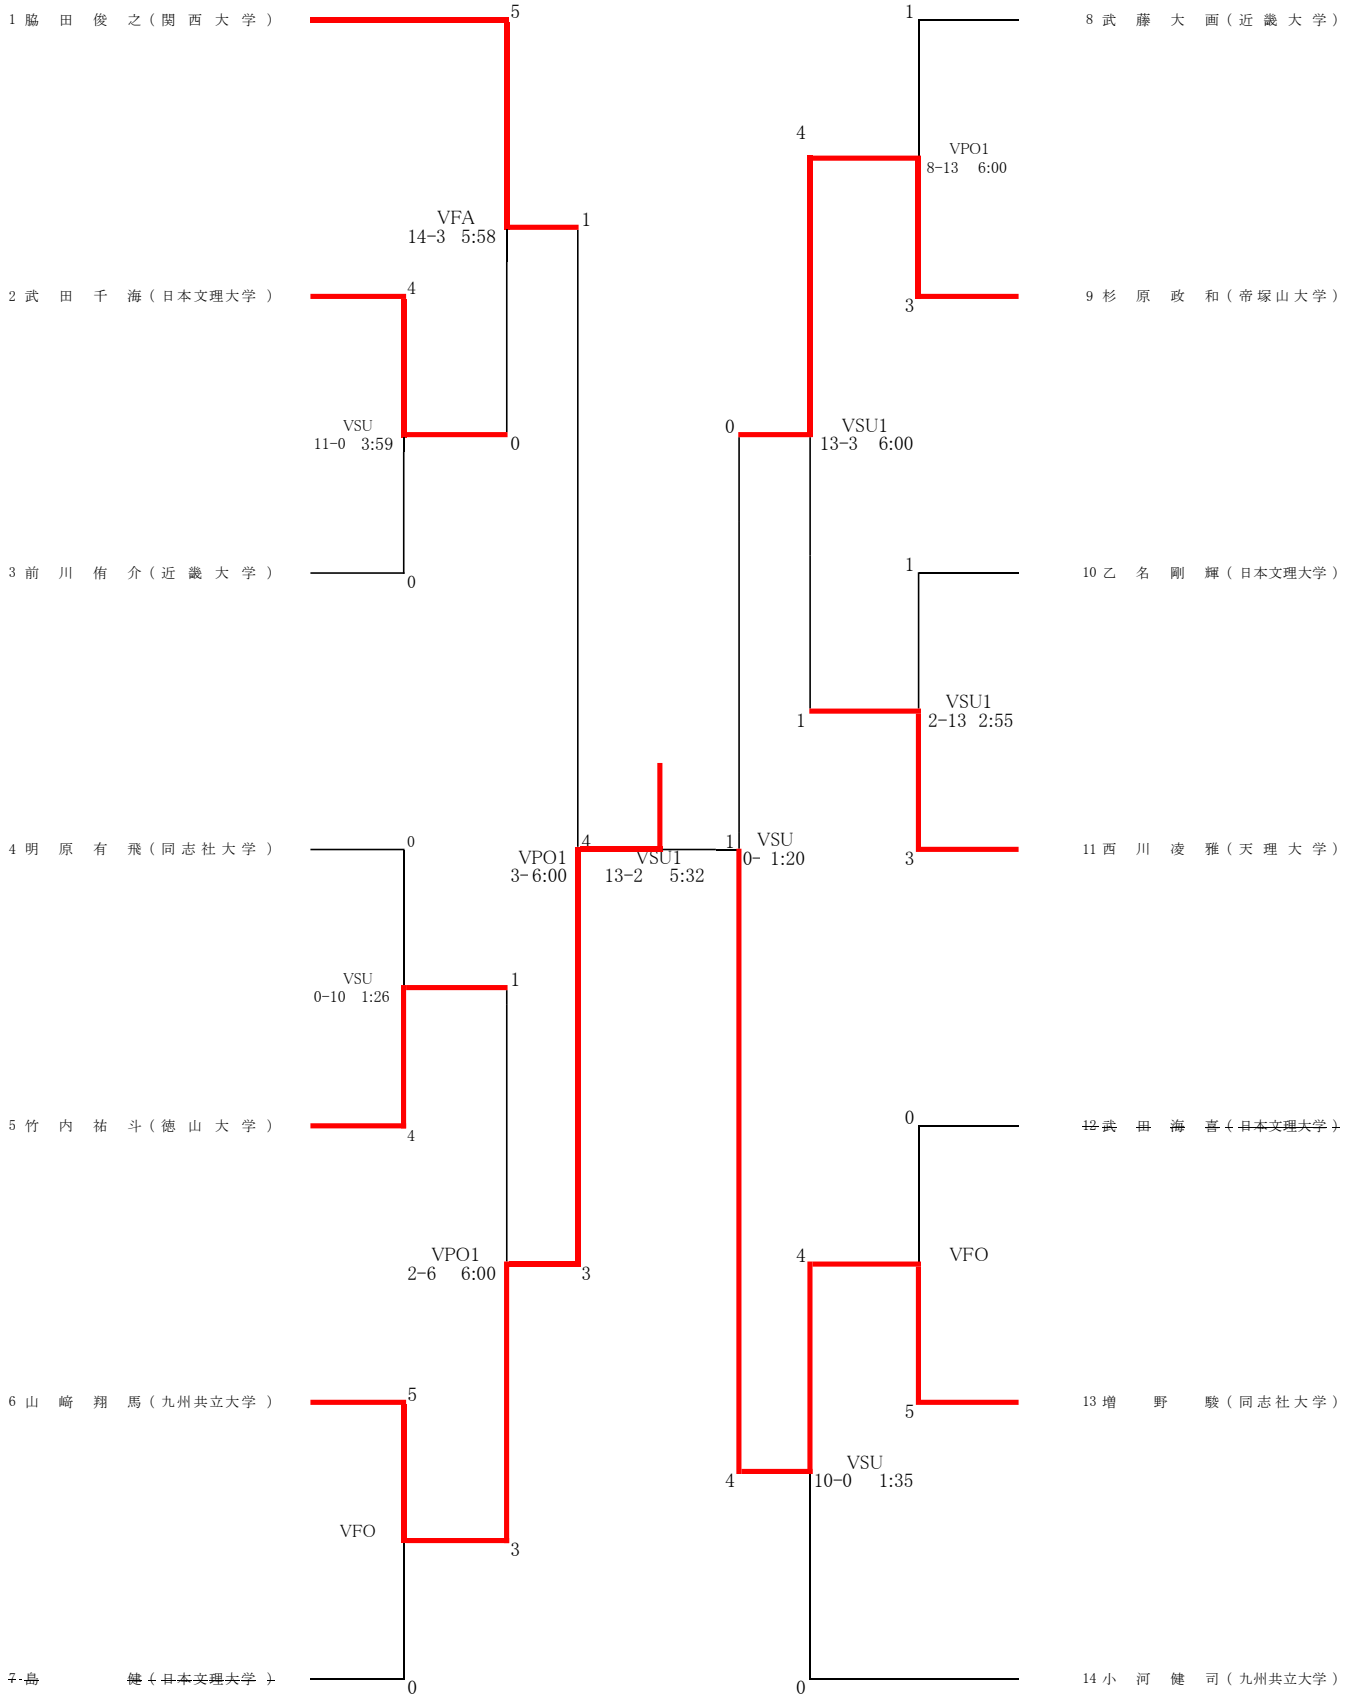 1 脇田俊之(関西大学)
5
1
8 武藤大画(近畿大学)
4
VPO1
8-13 6:00
VFA
14-3 5:58
1
2 武田千海(日本文理大学)
4
3
9 杉原政和(帝塚山大学)
VSU
11-0 3:59
0
0
VSU1
13-3 6:00
3 前川侑介(近畿大学)
0
1
10 乙名剛輝(日本文理大学)
1
VSU1
2-13 2:55
4 明原有飛(同志社大学)
0
VPO1
3- 6:00
4
VSU1
13-2 5:32
1
VSU
0- 1:20
3
11 西川凌雅(天理大学)
VSU
0-10 1:26
1
5 竹内祐斗(徳山大学)
4
0
12 武田海喜(日本文理大学)
VPO1
2-6 6:00
3
4
VFO
6 山﨑翔馬(九州共立大学)
5
5
13 増野駿(同志社大学)
4
VSU
10-0 1:35
VFO
3
7 島健(日本文理大学)
0
0
14 小河健司(九州共立大学)